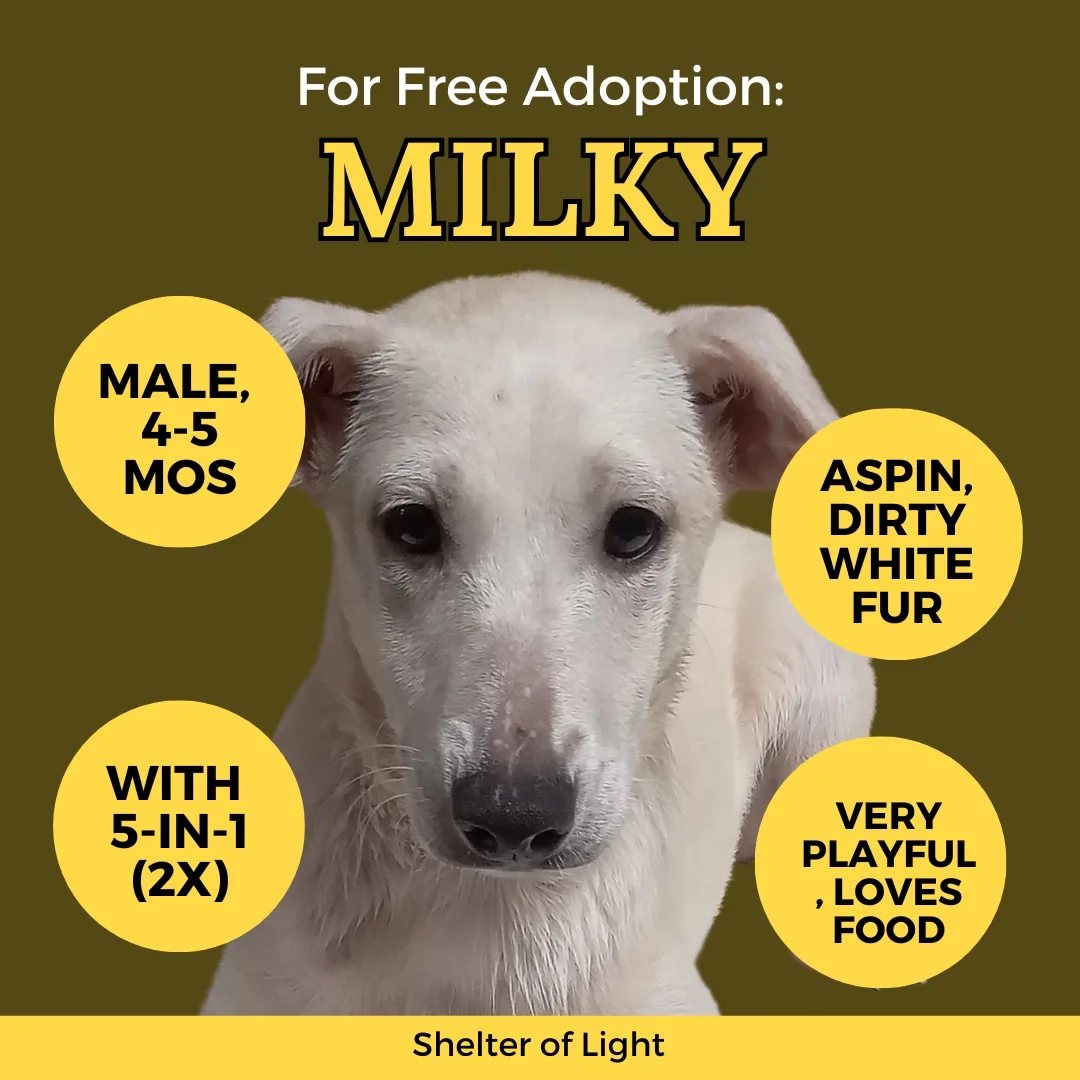 For Free Adoption:
MILKY
MALE,
4-5
MOS
ASPIN,
DIRTY
WHITE
FUR
WITH
5-IN-1
(2X)
VERY
PLAYFUL
, LOVES
FOOD
Shelter of Light